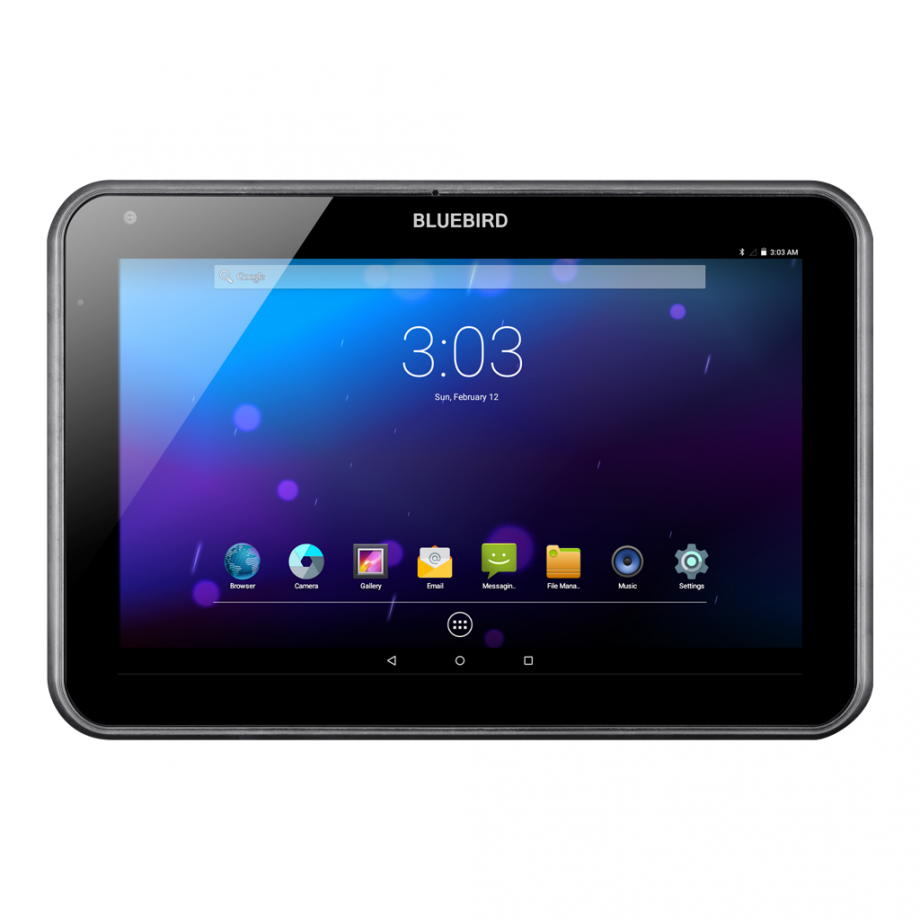 BLUEBIRD
3:03 AM
Google
3:03
Sun, February 12
Browser
Camera
Gallery
Email
Messagin..
File Mana..
Music
Settings